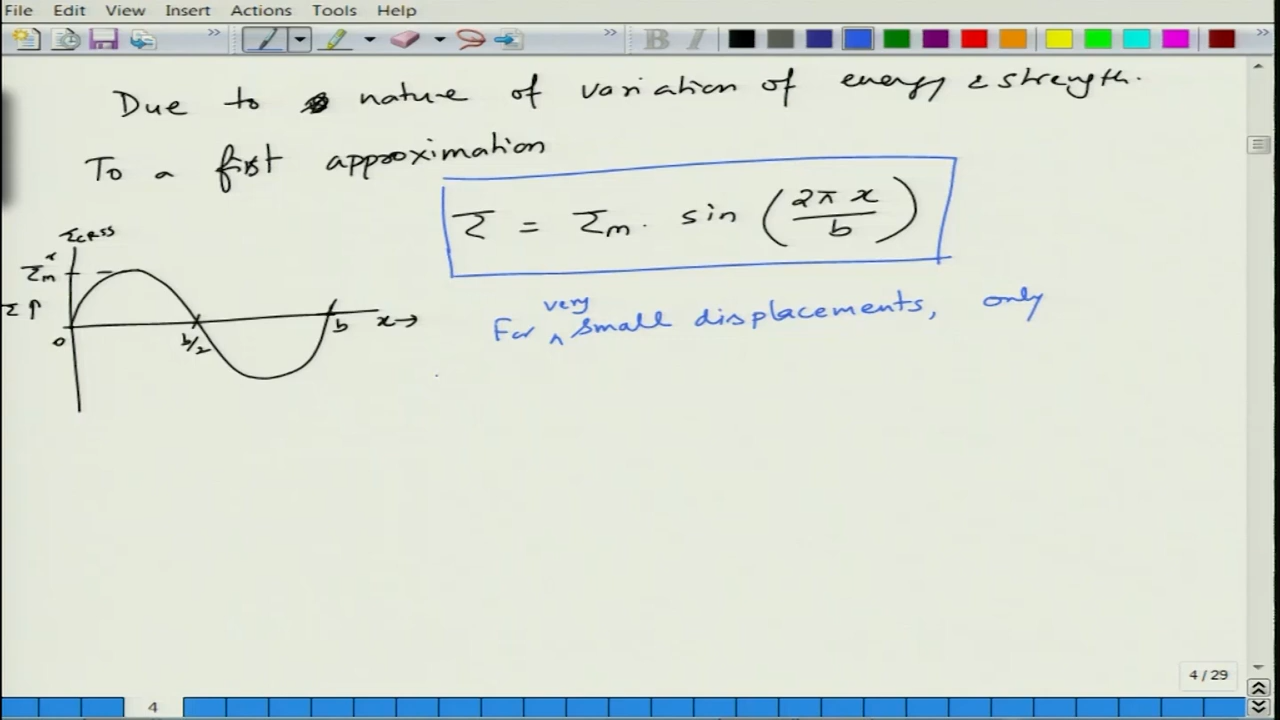 File Edit View Insert Actions Tools Help
Due to nature of variation of energy & strength.
To a first approximation
τ = τm. sin (2π x / b)
τCRSS
τm*
τ ↑
0
b/2
b
x→
For very small displacements, only
4 / 29
4